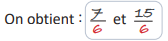 On obtient : 7/6 et 15/6